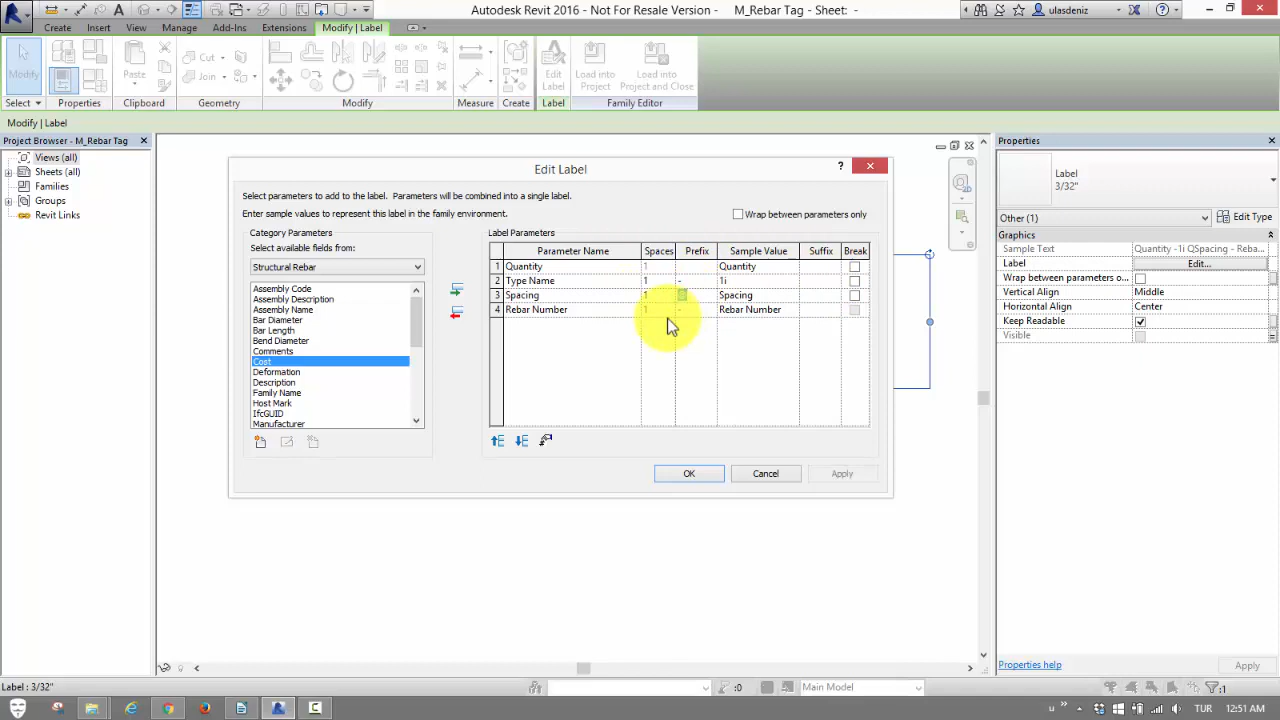 Autodesk Revit 2016 - Not For Resale Version - M_Rebar Tag - Sheet: -
ulasdeniz
Create Insert View Manage Add-Ins Extensions Modify | Label
Modify
Paste
Cut
Join
Edit Label
Load into Project
Load into Project and Close
Select Properties Clipboard Geometry Modify Measure Create Label Family Editor
Modify | Label
Project Browser - M_Rebar Tag
Views (all)
Sheets (all)
Families
Groups
Revit Links
Edit Label
Select parameters to add to the label. Parameters will be combined into a single label.
Enter sample values to represent this label in the family environment.
Wrap between parameters only
Category Parameters
Select available fields from:
Structural Rebar
Assembly Code
Assembly Description
Assembly Name
Bar Diameter
Bar Length
Bend Diameter
Comments
Cost
Deformation
Description
Family Name
Host Mark
IfcGUID
Manufacturer
Label Parameters
Parameter Name Spaces Prefix Sample Value Suffix Break
1 Quantity 1 Quantity
2 Type Name 1 - 1i
3 Spacing 1 Spacing
4 Rebar Number 1 - Rebar Number
OK Cancel Apply
Properties
Label
3/32"
Other (1) Edit Type
Graphics
Sample Text Quantity -1i QSpacing - Reba...
Label Edit...
Wrap between parameters o...
Vertical Align Middle
Horizontal Align Center
Keep Readable
Visible
Properties help Apply
Label : 3/32"
:0
Main Model
:1
TUR 12:51 AM